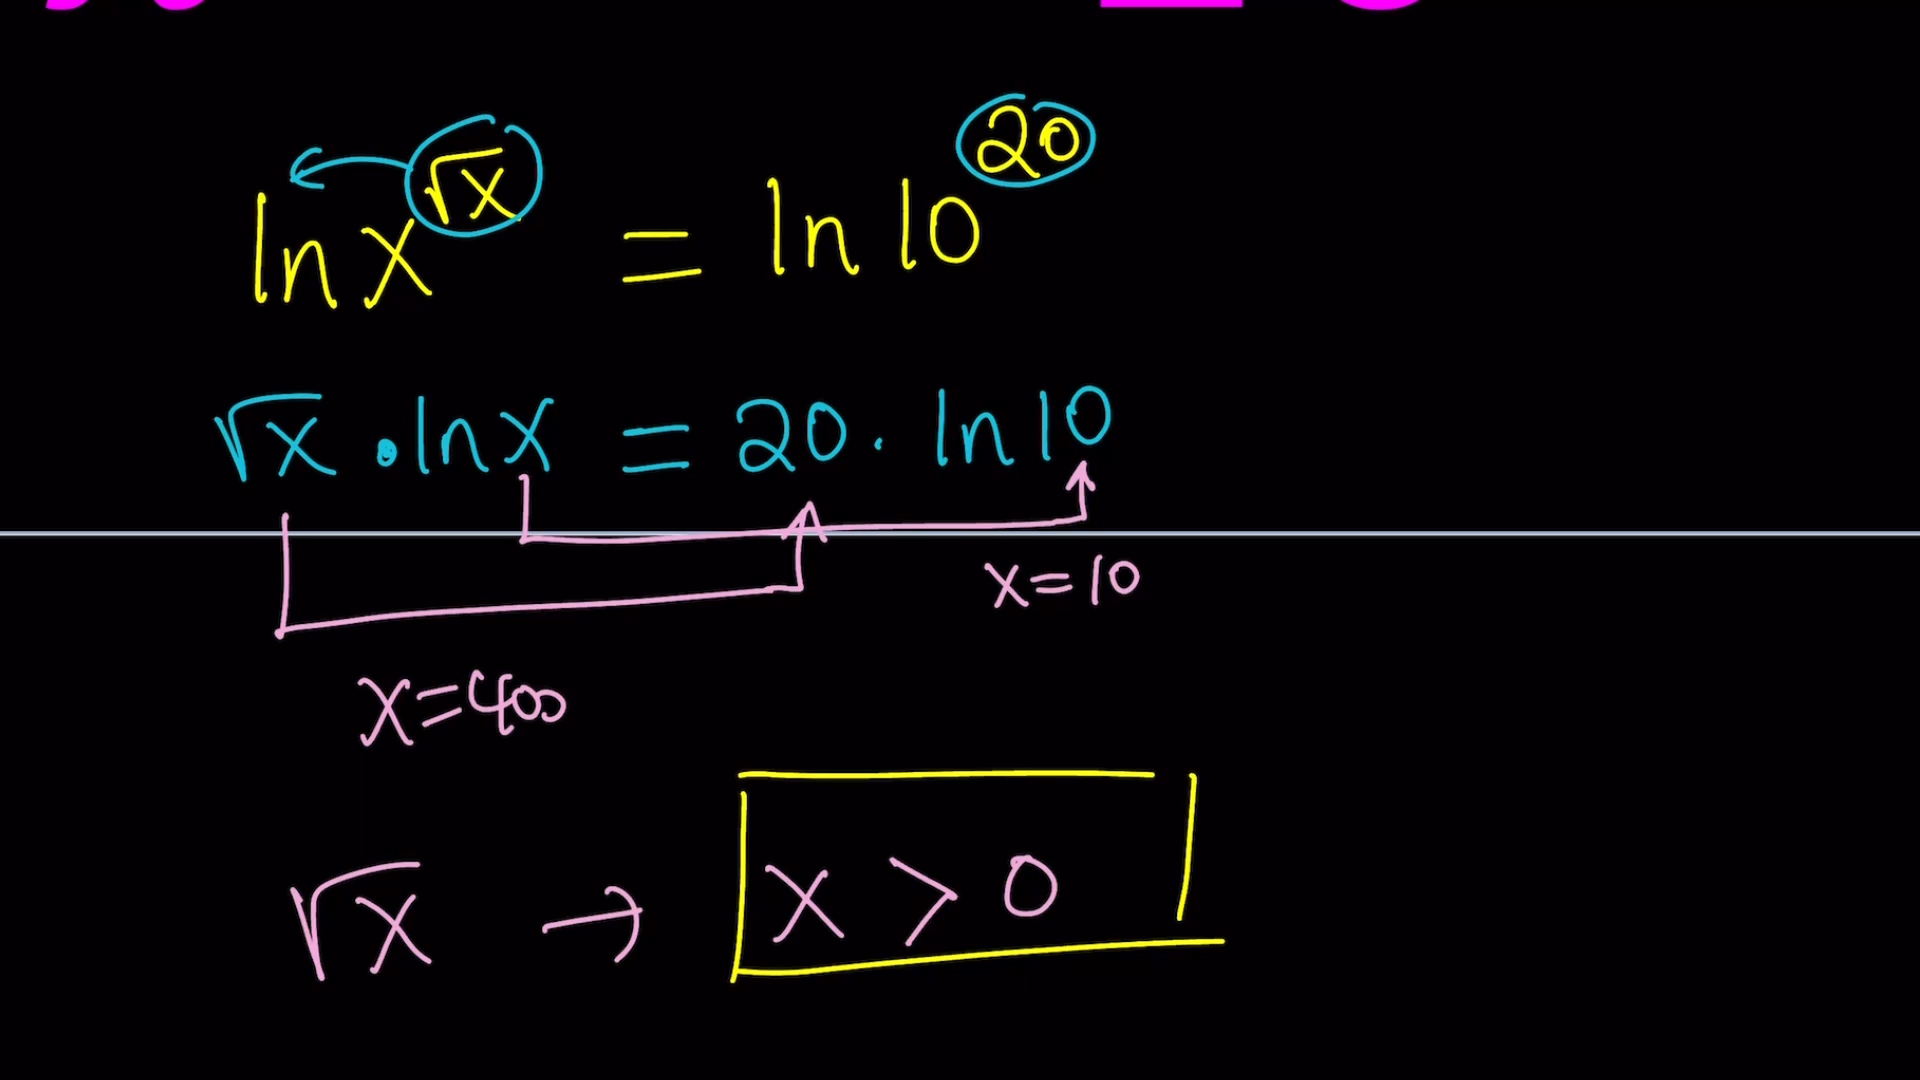 ln x^√x = ln 10^20
√x · ln x = 20 · ln 10
x = 10
x = 400
√x → x > 0